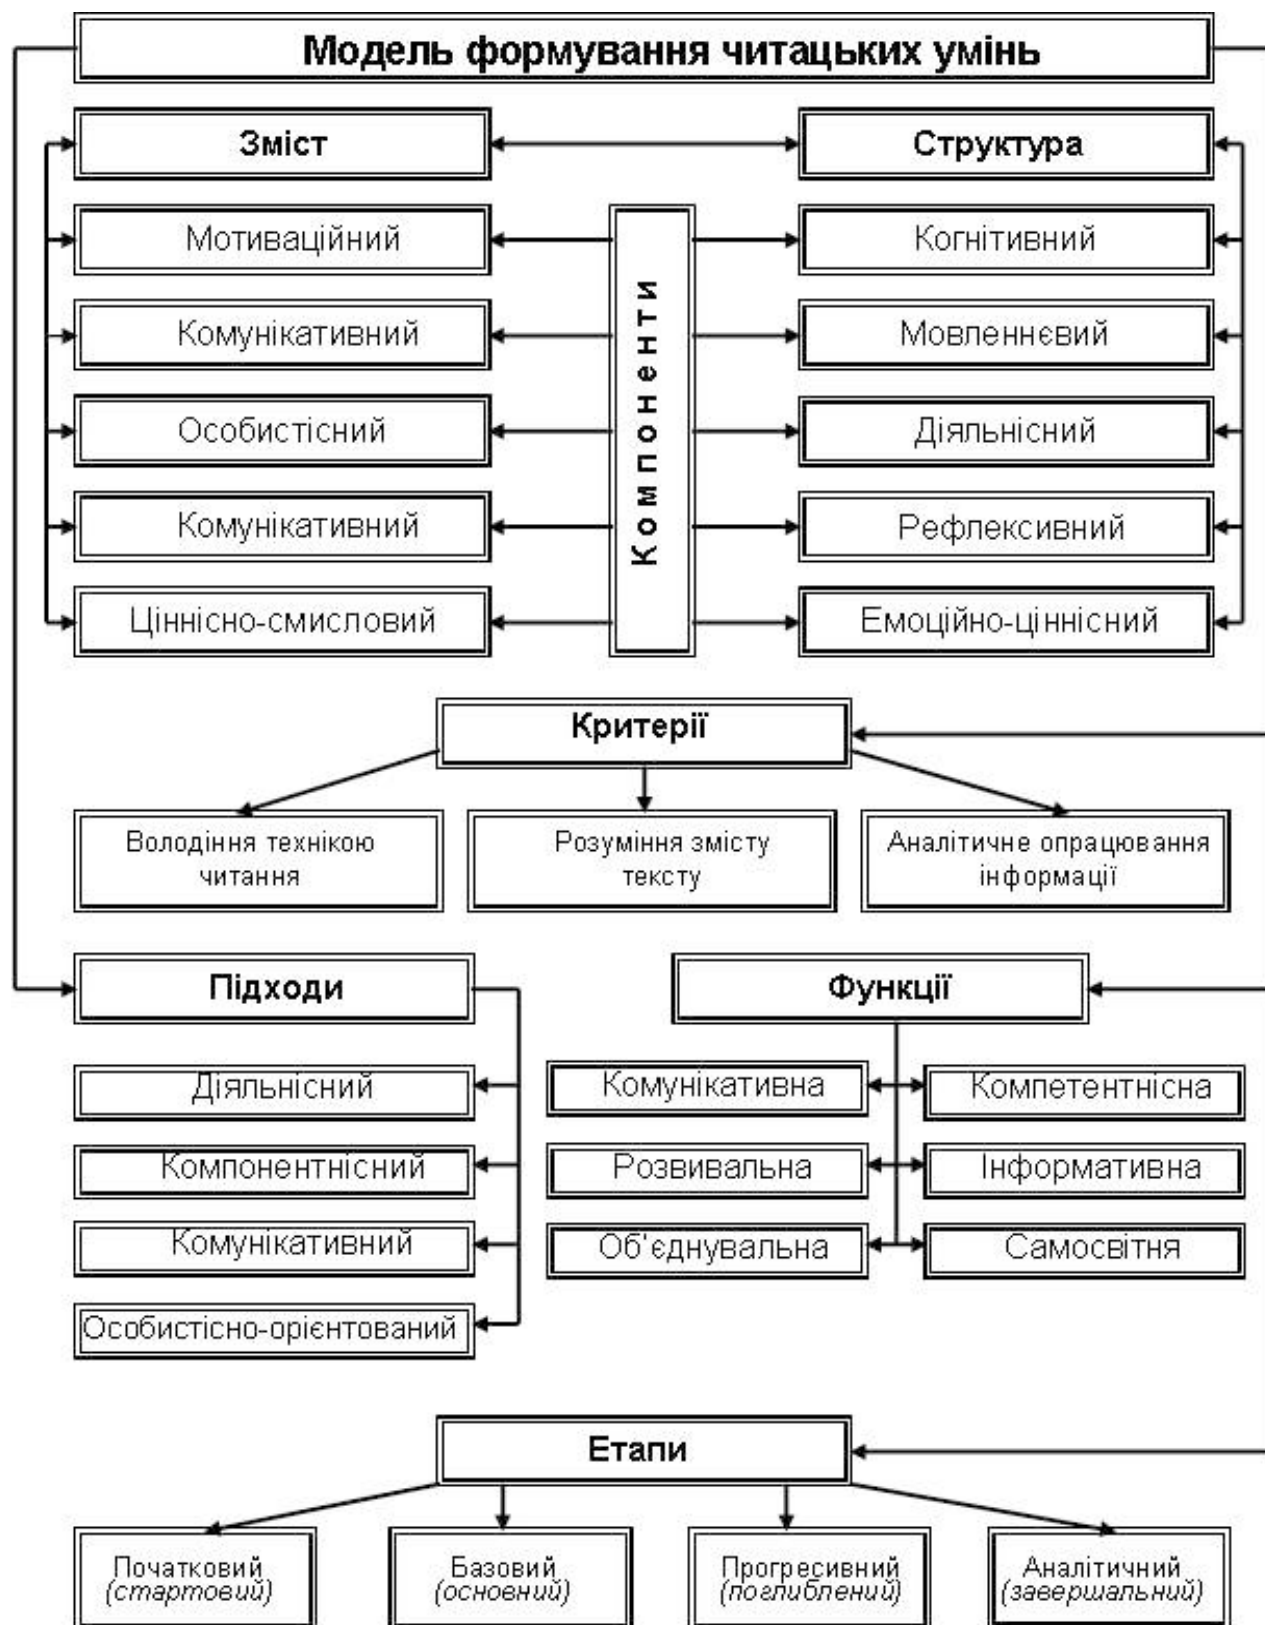 Модель формування читацьких умінь
Зміст
Структура
Мотиваційний
Когнітивний
Комунікативний
Мовленнєвий
Компоненти
Особистісний
Діяльнісний
Комунікативний
Рефлексивний
Ціннісно-смисловий
Емоційно-ціннісний
Критерії
Володіння технікою
читання
Розуміння змісту
тексту
Аналітичне опрацювання
інформації
Підходи
Функції
Діяльнісний
Компонентнісний
Комунікативний
Особистісно-орієнтований
Комунікативна
Компетентнісна
Розвивальна
Інформативна
Об'єднувальна
Самосвітня
Етапи
Початковий
(стартовий)
Базовий
(основний)
Прогресивний
(поглиблений)
Аналітичний
(завершальний)